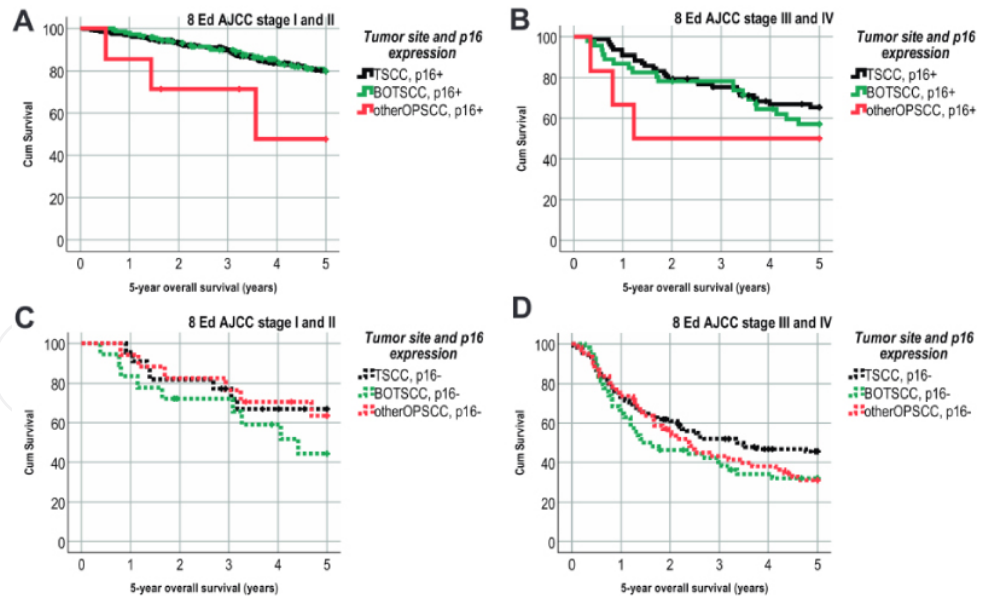 A
8 Ed AJCC stage I and II
Tumor site and p16
expression
TSCC, p16+
BOTSCC, p16+
otherOPSCC, p16+
Cum Survival
100
80
60
40
20
0
0 1 2 3 4 5
5-year overall survival (years)
B
8 Ed AJCC stage III and IV
Tumor site and p16
expression
TSCC, p16+
BOTSCC, p16+
otherOPSCC, p16+
Cum Survival
100
80
60
40
20
0
0 1 2 3 4 5
5-year overall survival (years)
C
8 Ed AJCC stage I and II
Tumor site and p16
expression
TSCC, p16-
BOTSCC, p16-
otherOPSCC, p16-
Cum Survival
100
80
60
40
20
0
0 1 2 3 4 5
5-year overall survival (years)
D
8 Ed AJCC stage III and IV
Tumor site and p16
expression
TSCC, p16-
BOTSCC, p16-
otherOPSCC, p16-
Cum Survival
100
80
60
40
20
0
0 1 2 3 4 5
5-year overall survival (years)